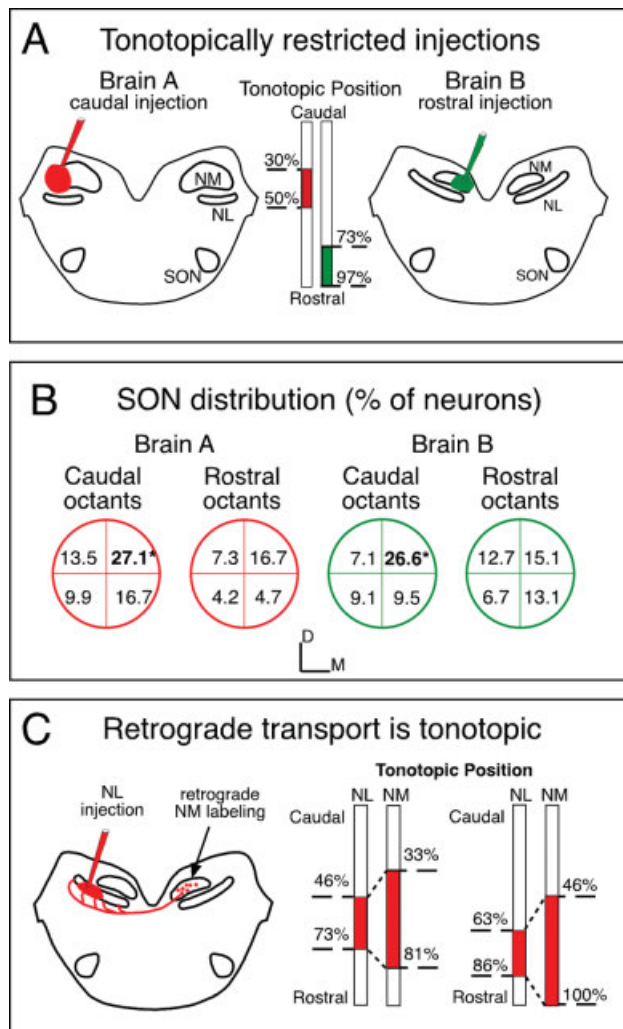 A Tonotopically restricted injections
Brain A
caudal injection
Tonotopic Position
Caudal
Brain B
rostral injection
30%
50%
73%
97%
Rostral
NM
NL
SON
NM
NL
SON
B SON distribution (% of neurons)
Brain A
Brain B
Caudal octants
Rostral octants
Caudal octants
Rostral octants
13.5 27.1* 7.3 16.7 7.1 26.6* 12.7 15.1
9.9 16.7 4.2 4.7 9.1 9.5 6.7 13.1
D
M
C Retrograde transport is tonotopic
NL
injection
retrograde
NM labeling
Tonotopic Position
NL NM
Caudal
33%
46%
73%
81%
Rostral
NL NM
Caudal
46%
63%
86%
Rostral
100%